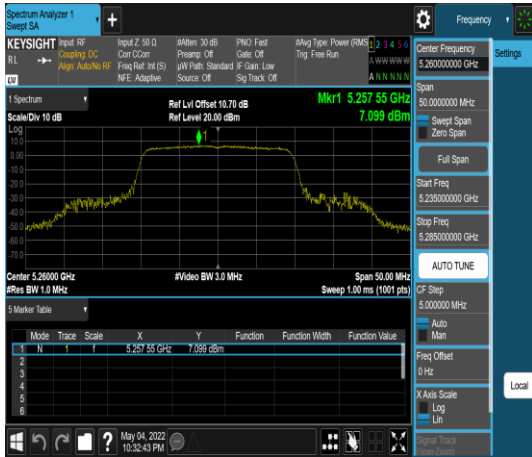 Spectrum Analyzer 1
Swept SA
+
Frequency
KEYSIGHT
RL
Input: RF
Coupling: DC
Align: Auto/No RF
Input Z: 50 Ω
Corr CCorr
Freq Ref: Int (S)
NFE: Adaptive
#Atten: 30 dB
Preamp: Off
µW Path: Standard
Source: Off
PNO: Fast
Gate: Off
IF Gain: Low
Sig Track: Off
#Avg Type: Power (RMS
Trig: Free Run
1 2 3 4 5 6
A WW WW W
A N N N N N
1 Spectrum
Scale/Div 10 dB
Ref Lvl Offset 10.70 dB
Ref Level 20.00 dBm
Mkr1 5.257 55 GHz
7.099 dBm
Log
10.0
0.00
-10.0
-20.0
-30.0
-40.0
-50.0
-60.0
-70.0
1
Center 5.26000 GHz
#Res BW 1.0 MHz
#Video BW 3.0 MHz
Span 50.00 MHz
Sweep 1.00 ms (1001 pts)
5 Marker Table
Mode Trace Scale X Y Function Function Width Function Value
1 N 1 f 5.257 55 GHz 7.099 dBm
2
3
4
5
6
May 04, 2022
10:32:43 PM
Center Frequency
5.260000000 GHz
Settings
Span
50.0000000 MHz
Swept Span
Zero Span
Full Span
Start Freq
5.235000000 GHz
Stop Freq
5.285000000 GHz
AUTO TUNE
CF Step
5.000000 MHz
Auto
Man
Freq Offset
0 Hz
X Axis Scale
Log
Lin
Local
Signal Track
(Span Zoom)